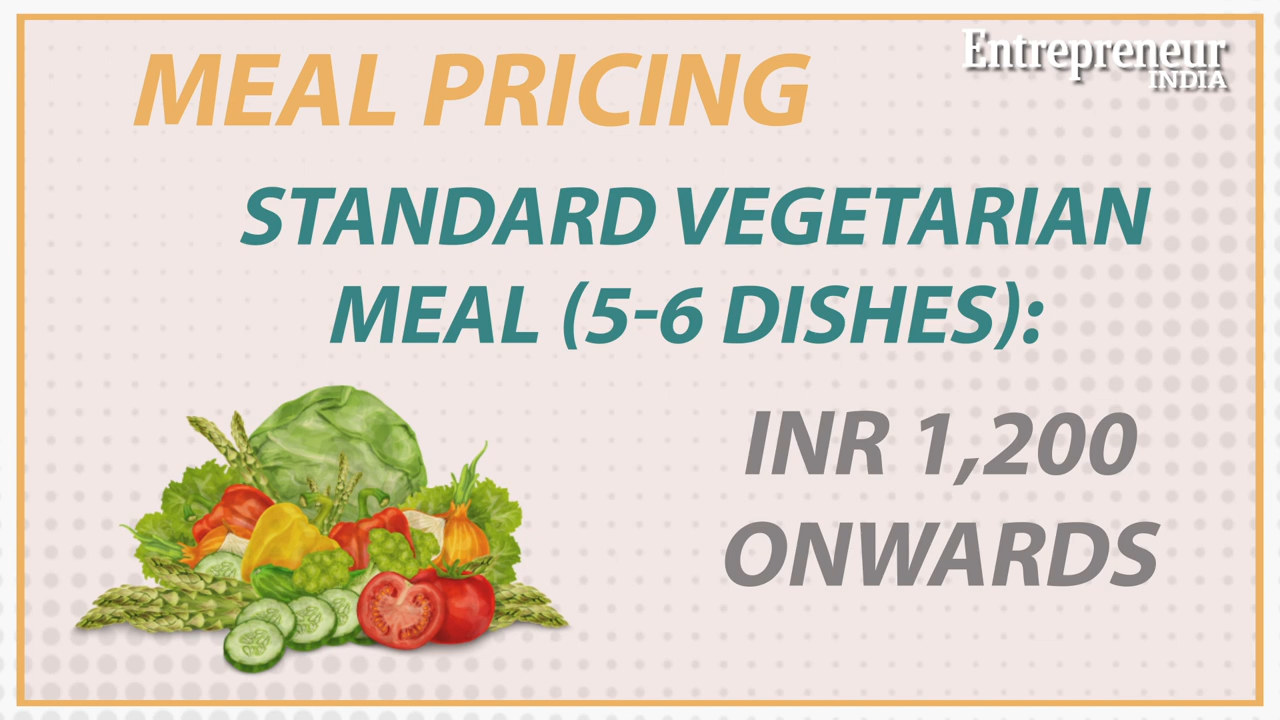 Entrepreneur
INDIA
MEAL PRICING
STANDARD VEGETARIAN
MEAL (5-6 DISHES):
INR 1,200
ONWARDS